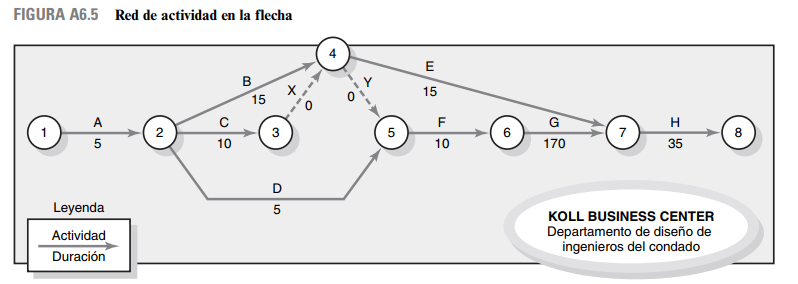 FIGURA A6.5 Red de actividad en la flecha
4
E
15
B
15
X
0
Y
0
1
A
5
2
C
10
3
5
F
10
6
G
170
7
H
35
8
D
5
Leyenda
Actividad
Duración
KOLL BUSINESS CENTER
Departamento de diseño de
ingenieros del condado